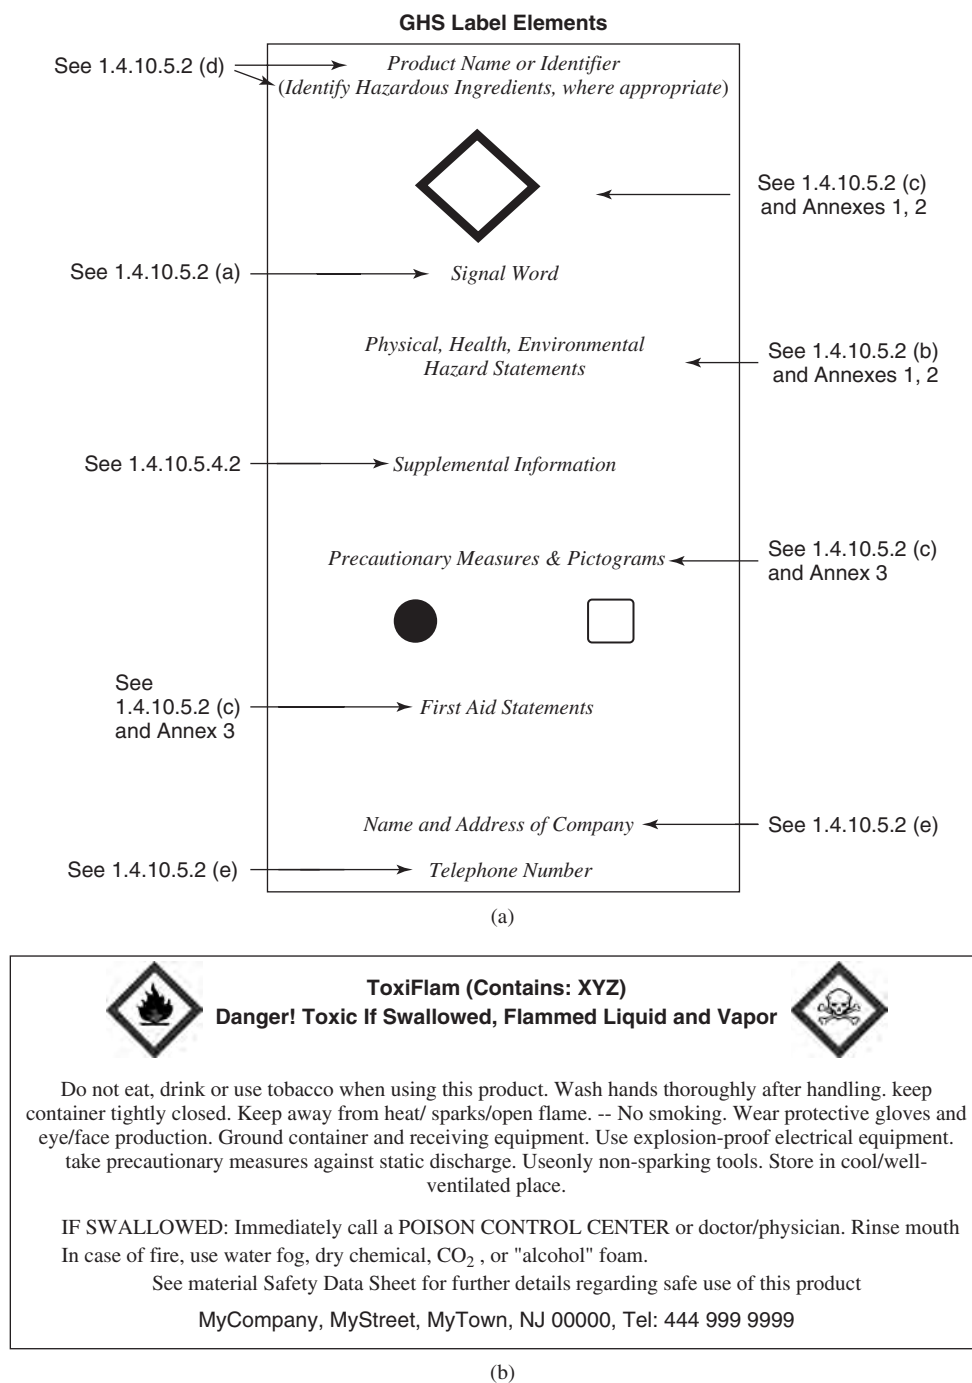 GHS Label Elements
See 1.4.10.5.2 (d)
Product Name or Identifier
(Identify Hazardous Ingredients, where appropriate)
See 1.4.10.5.2 (c)
and Annexes 1, 2
See 1.4.10.5.2 (a)
Signal Word
Physical, Health, Environmental
Hazard Statements
See 1.4.10.5.2 (b)
and Annexes 1, 2
See 1.4.10.5.4.2
Supplemental Information
Precautionary Measures & Pictograms
See 1.4.10.5.2 (c)
and Annex 3
See
1.4.10.5.2 (c)
and Annex 3
First Aid Statements
Name and Address of Company
See 1.4.10.5.2 (e)
See 1.4.10.5.2 (e)
Telephone Number
(a)
ToxiFlam (Contains: XYZ)
Danger! Toxic If Swallowed, Flammed Liquid and Vapor
Do not eat, drink or use tobacco when using this product. Wash hands thoroughly after handling. keep
container tightly closed. Keep away from heat/ sparks/open flame. -- No smoking. Wear protective gloves and
eye/face production. Ground container and receiving equipment. Use explosion-proof electrical equipment.
take precautionary measures against static discharge. Useonly non-sparking tools. Store in cool/well-
ventilated place.
IF SWALLOWED: Immediately call a POISON CONTROL CENTER or doctor/physician. Rinse mouth
In case of fire, use water fog, dry chemical, CO2 , or "alcohol" foam.
See material Safety Data Sheet for further details regarding safe use of this product
MyCompany, MyStreet, MyTown, NJ 00000, Tel: 444 999 9999
(b)